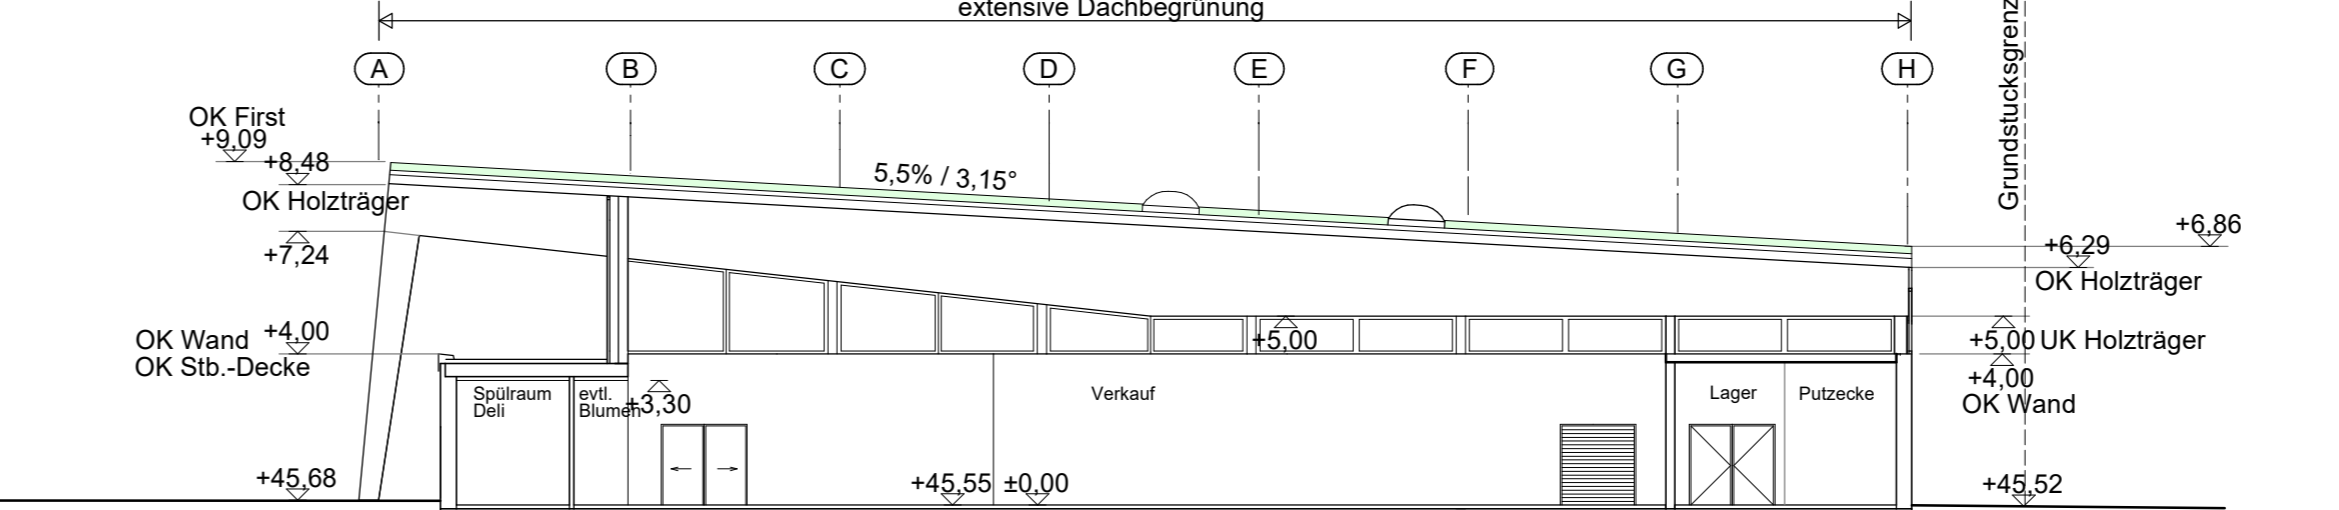 extensive Dachbegrünung
A
B
C
D
E
F
G
H
Grundstucksgrenz
OK First
+9,09
+8,48
OK Holzträger
+7,24
5,5% / 3,15°
+6,86
+6,29
OK Holzträger
OK Wand
+4,00
OK Stb.-Decke
+5,00
+5,00 UK Holzträger
+4,00
OK Wand
Spülraum
Deli
evtl.
Blumen
+3,30
Verkauf
Lager
Putzecke
+45,68
+45,55
±0,00
+45,52